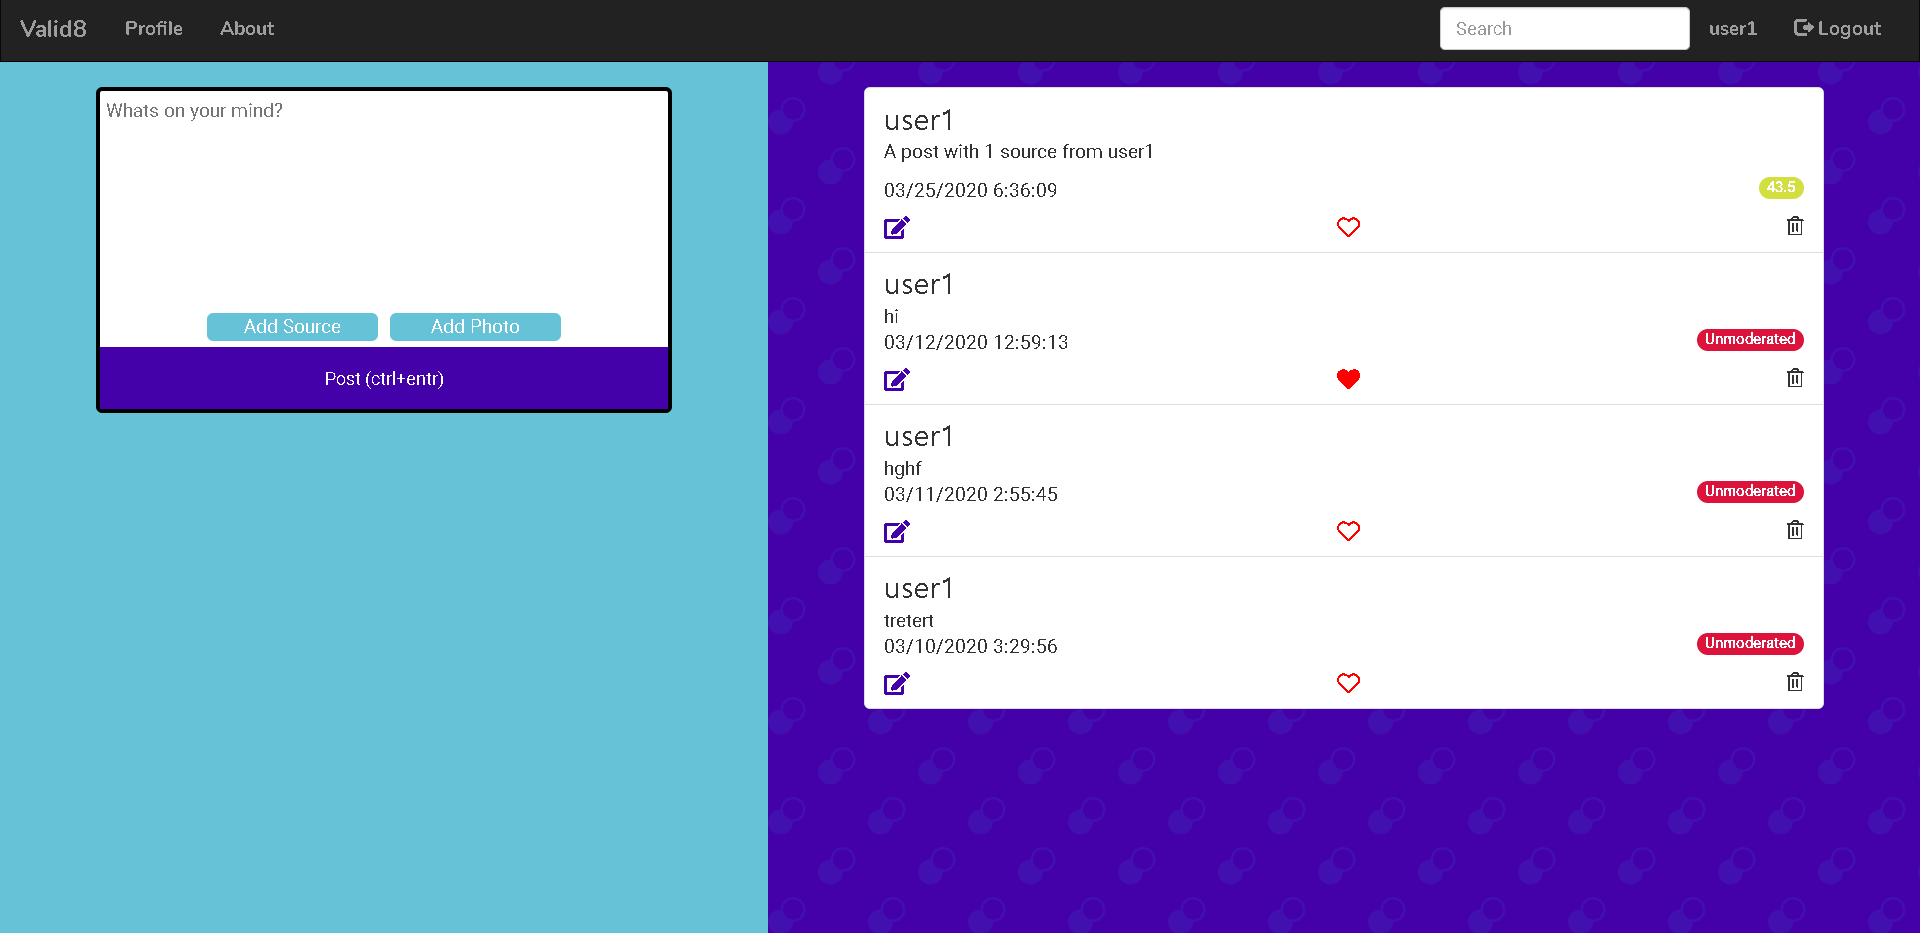 Valid8 Profile About Search user1 Logout
Whats on your mind?
Add Source Add Photo
Post (ctrl+entr)
user1
A post with 1 source from user1
03/25/2020 6:36:09 43.5
user1
hi
03/12/2020 12:59:13 Unmoderated
user1
hghf
03/11/2020 2:55:45 Unmoderated
user1
tretert
03/10/2020 3:29:56 Unmoderated